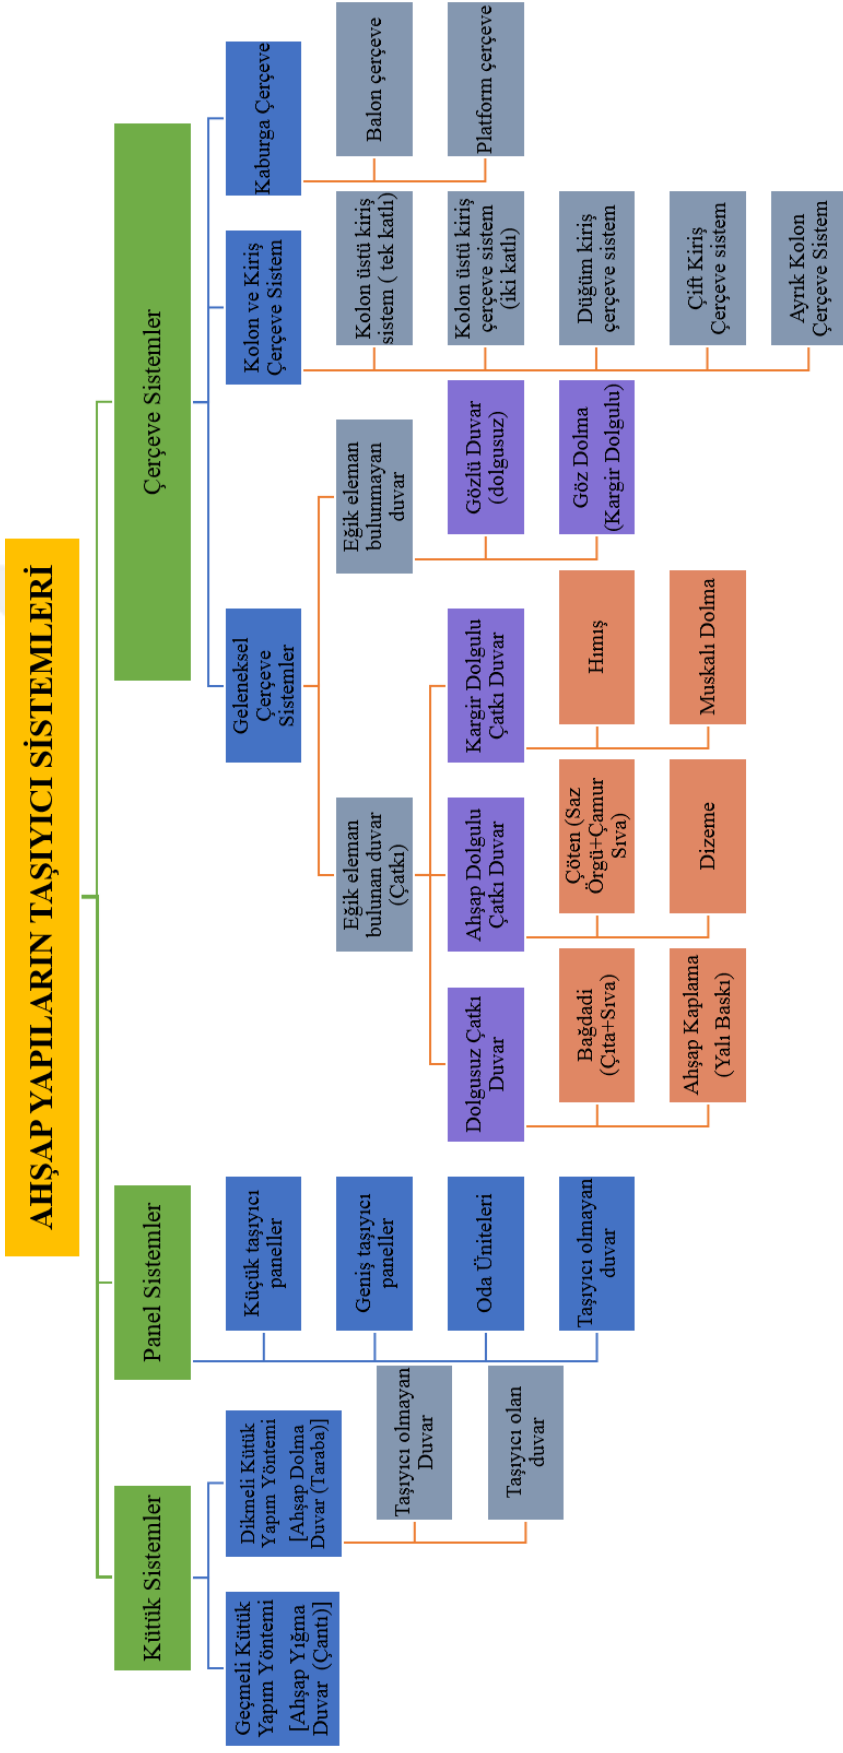 AHŞAP YAPILARIN TAŞIYICI SİSTEMLERİ
Kütük Sistemler
Geçmeli Kütük
Yapım Yöntemi
[Ahşap Yığma
Duvar (Çantı)]
Dikmeli Kütük
Yapım Yöntemi
[Ahşap Dolma
Duvar (Taraba)]
Taşıyıcı olmayan
Duvar
Taşıyıcı olan
duvar
Panel Sistemler
Küçük taşıyıcı
paneller
Geniş taşıyıcı
paneller
Oda Üniteleri
Taşıyıcı olmayan
duvar
Çerçeve Sistemler
Geleneksel
Çerçeve
Sistemler
Eğik eleman
bulunan duvar
(Çatkı)
Dolgusuz Çatkı
Duvar
Bağdadi
(Çıta+Sıva)
Ahşap Kaplama
(Yalı Baskı)
Ahşap Dolgulu
Çatkı Duvar
Çöten (Saz
Örgü+Çamur
Sıva)
Dizeme
Kargir Dolgulu
Çatkı Duvar
Hımış
Muskalı Dolma
Eğik eleman
bulunmayan
duvar
Gözlü Duvar
(dolgusuz)
Göz Dolma
(Kargir Dolgulu)
Kolon ve Kiriş
Çerçeve Sistem
Kolon üstü kiriş
sistem ( tek katlı)
Kolon üstü kiriş
çerçeve sistem
(iki katlı)
Düğüm kiriş
çerçeve sistem
Çift Kiriş
Çerçeve sistem
Ayrık Kolon
Çerçeve Sistem
Kaburga Çerçeve
Balon çerçeve
Platform çerçeve